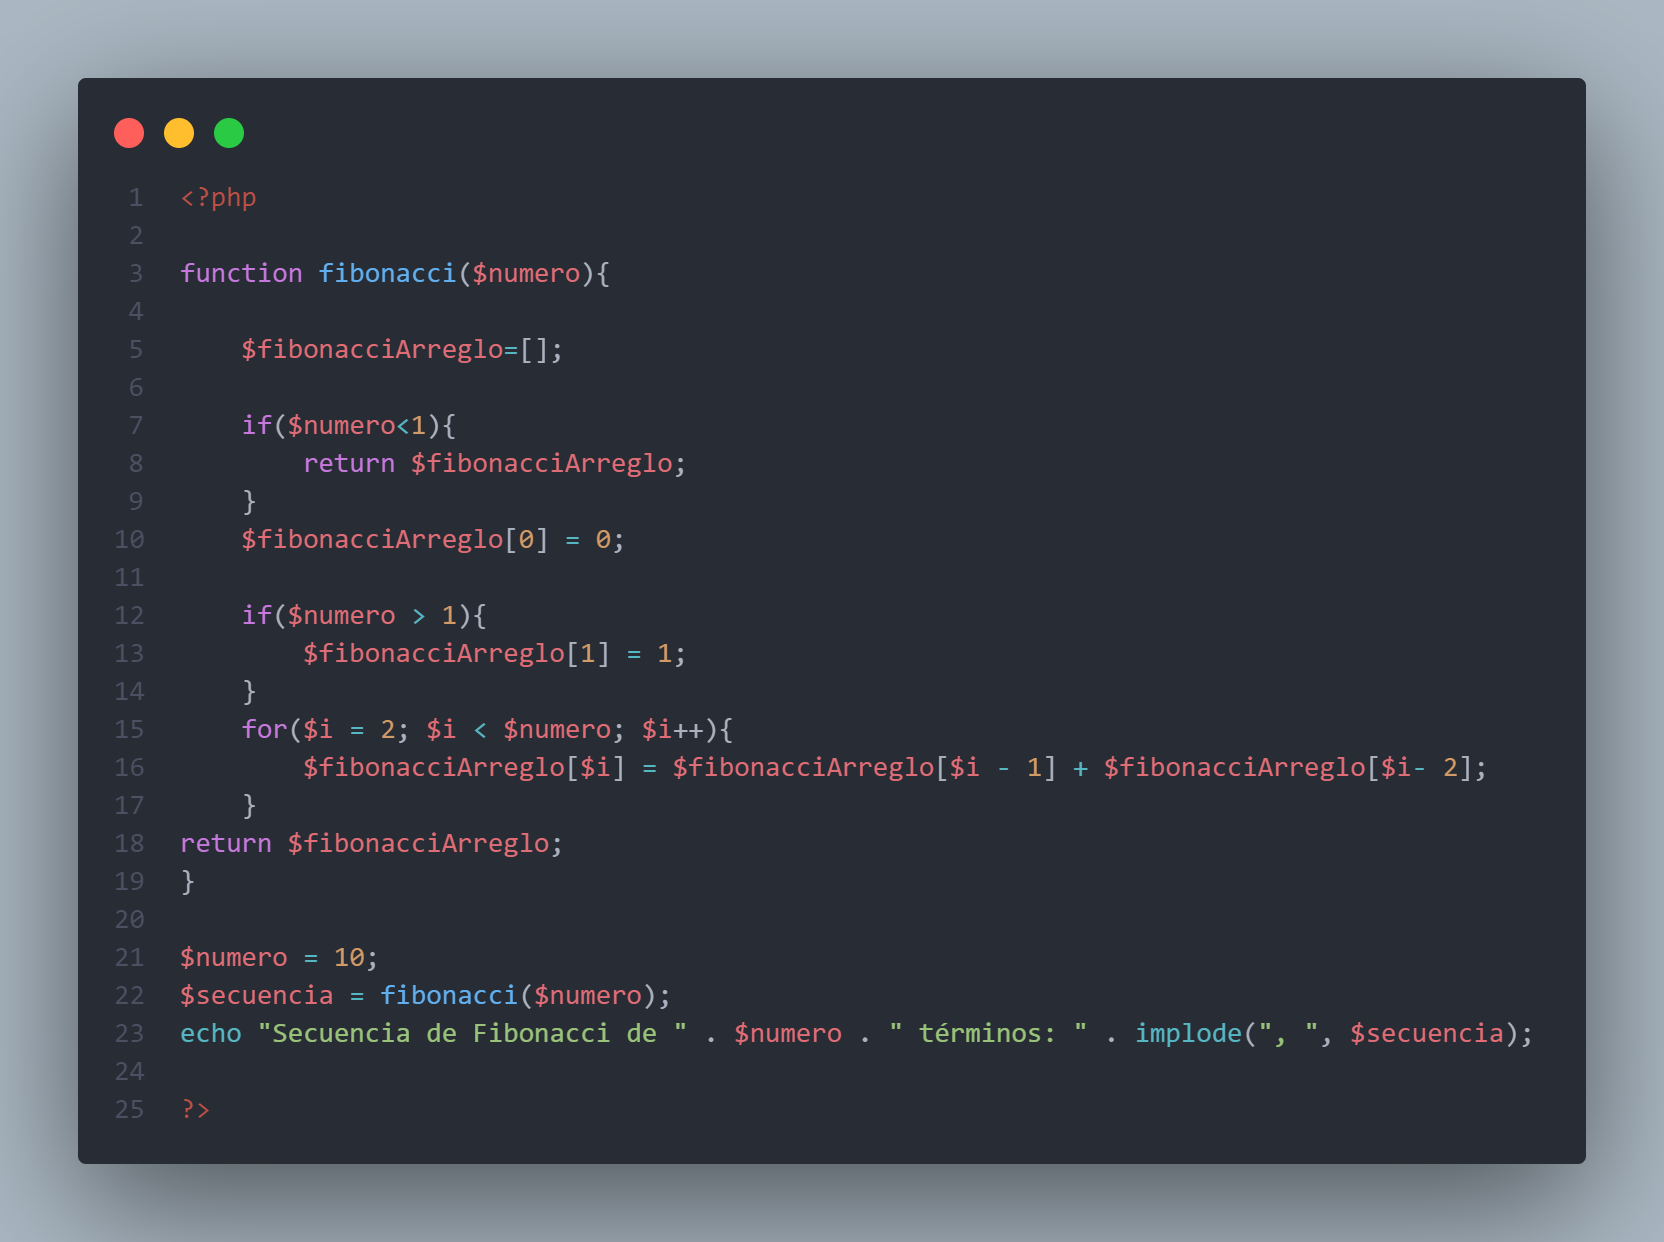 1 <?php
2
3 function fibonacci($numero){
4
5     $fibonacciArreglo=[];
6
7     if($numero<1){
8         return $fibonacciArreglo;
9     }
10     $fibonacciArreglo[0] = 0;
11
12     if($numero > 1){
13         $fibonacciArreglo[1] = 1;
14     }
15     for($i = 2; $i < $numero; $i++){
16         $fibonacciArreglo[$i] = $fibonacciArreglo[$i - 1] + $fibonacciArreglo[$i- 2];
17     }
18 return $fibonacciArreglo;
19 }
20
21 $numero = 10;
22 $secuencia = fibonacci($numero);
23 echo "Secuencia de Fibonacci de " . $numero . " términos: " . implode(", ", $secuencia);
24
25 ?>